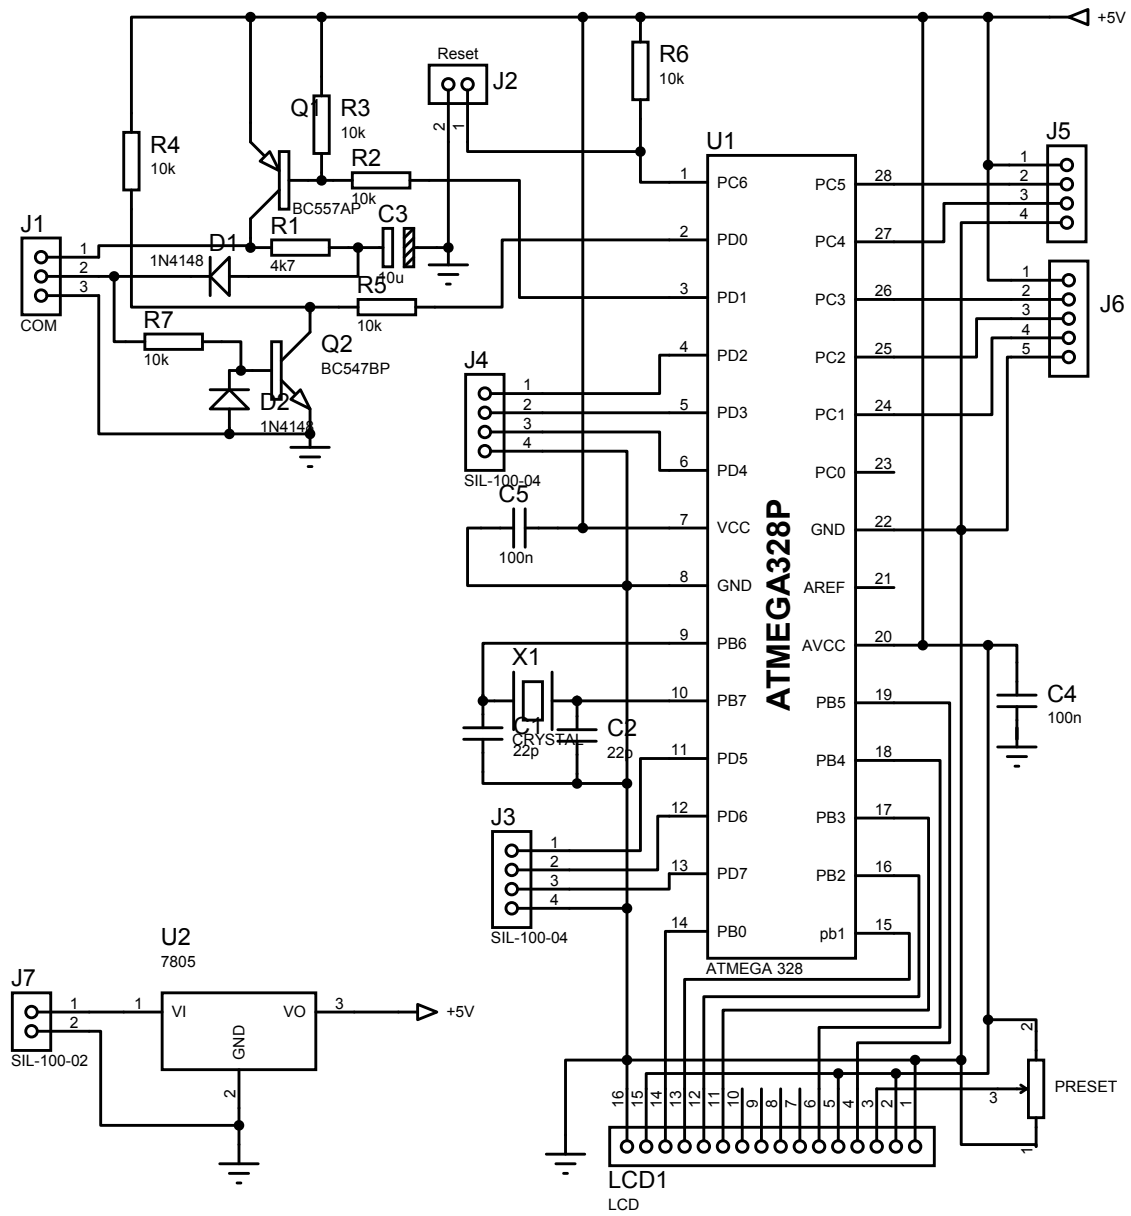 +5V
Reset
J2
2
1
R6
10k
Q1
R3
10k
R4
10k
R2
10k
BC557AP
J1
1
2
3
COM
D1
1N4148
R1
4k7
C3
10u
R5
10k
R7
10k
Q2
BC547BP
D2
1N4148
J4
1
2
3
4
SIL-100-04
C5
100n
X1
CRYSTAL
C1
22p
C2
22p
J3
1
2
3
4
SIL-100-04
U1
ATMEGA328P
ATMEGA 328
1 PC6
2 PD0
3 PD1
4 PD2
5 PD3
6 PD4
7 VCC
8 GND
9 PB6
10 PB7
11 PD5
12 PD6
13 PD7
14 PB0
PC5 28
PC4 27
PC3 26
PC2 25
PC1 24
PC0 23
GND 22
AREF 21
AVCC 20
PB5 19
PB4 18
PB3 17
PB2 16
pb1 15
J5
1
2
3
4
J6
1
2
3
4
5
C4
100n
U2
7805
J7
1
2
SIL-100-02
1 VI
VO 3
GND
2
+5V
2
3
1
PRESET
16 15 14 13 12 11 10 9 8 7 6 5 4 3 2 1
LCD1
LCD